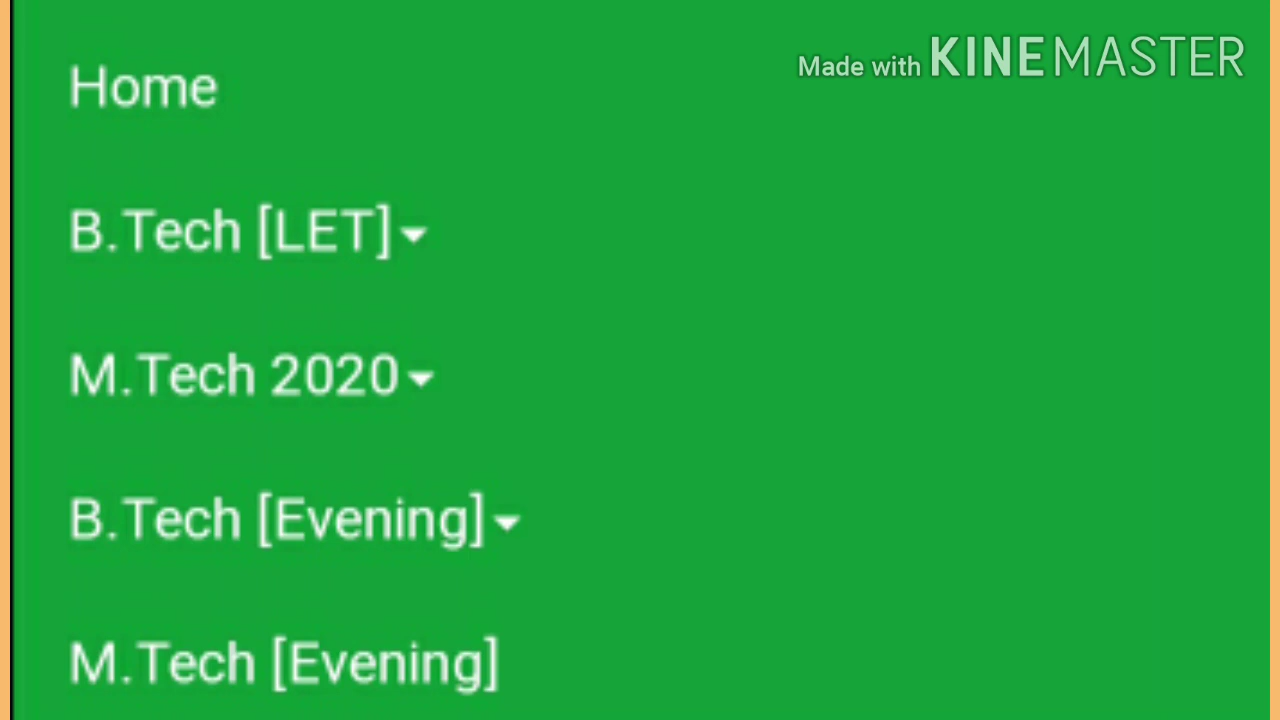 Made with KINEMASTER
Home
B.Tech [LET]
M.Tech 2020
B.Tech [Evening]
M.Tech [Evening]